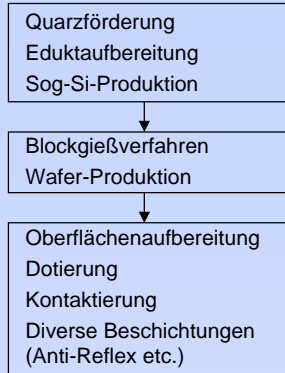 Quarzförderung
Eduktaufbereitung
Sog-Si-Produktion
Blockgießverfahren
Wafer-Produktion
Oberflächenaufbereitung
Dotierung
Kontaktierung
Diverse Beschichtungen
(Anti-Reflex etc.)